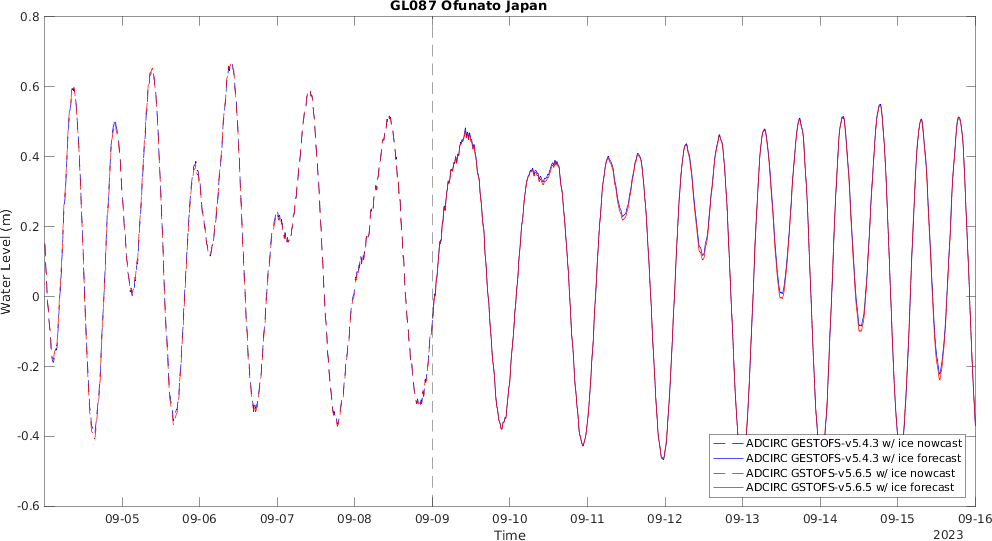 GL087 Ofunato Japan
0.8
0.6
0.4
0.2
0
-0.2
-0.4
-0.6
Water Level (m)
ADCIRC GESTOFS-v5.4.3 w/ ice nowcast
ADCIRC GESTOFS-v5.4.3 w/ ice forecast
ADCIRC GSTOFS-v5.6.5 w/ ice nowcast
ADCIRC GSTOFS-v5.6.5 w/ ice forecast
09-05 09-06 09-07 09-08 09-09 09-10 09-11 09-12 09-13 09-14 09-15 09-16
Time
2023